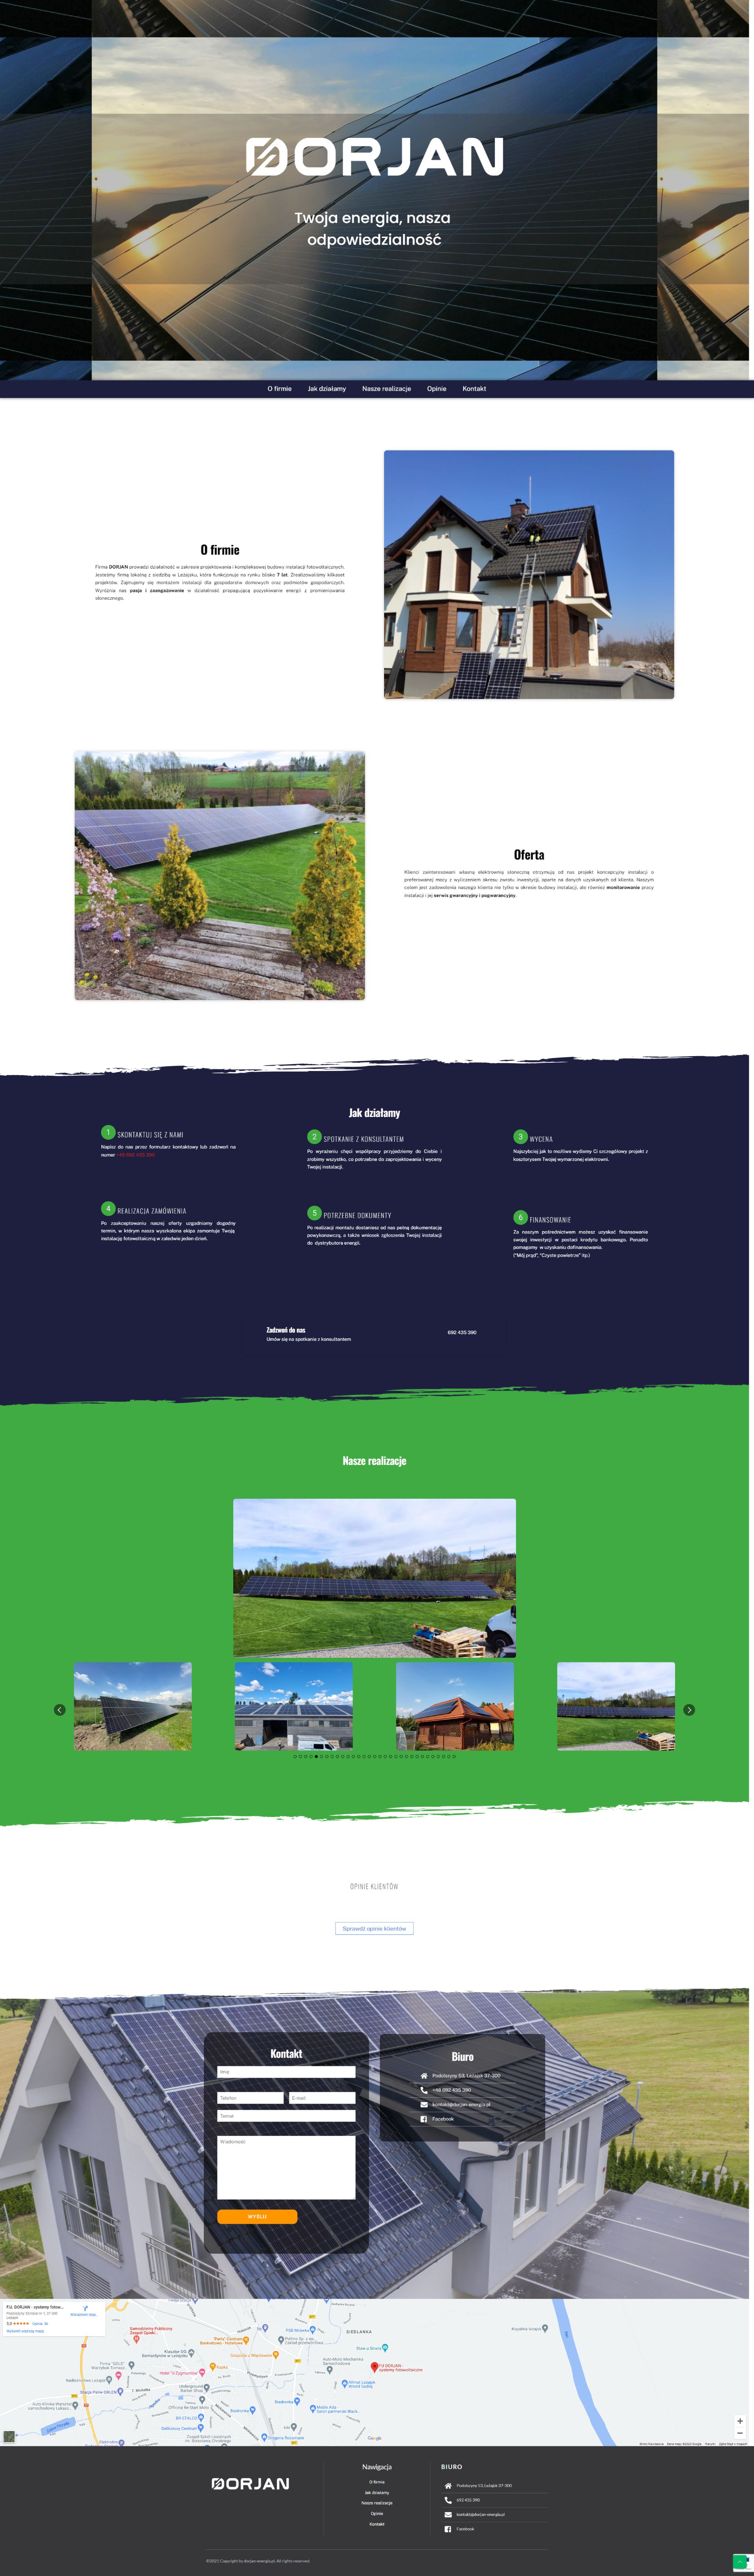 DORJAN
Twoja energia, nasza
odpowiedzialność
O firmie
Jak działamy
Nasze realizacje
Opinie
Kontakt
O firmie
Firma DORJAN prowadzi działalność w zakresie projektowania i kompleksowej budowy instalacji fotowoltaicznych.
Jesteśmy firmą lokalną z siedzibą w Leżajsku, która funkcjonuje na rynku blisko 7 lat. Zrealizowaliśmy kilkaset
projektów. Zajmujemy się montażem instalacji dla gospodarstw domowych oraz podmiotów gospodarczych.
Wyróżnia nas pasja i zaangażowanie w działalność propagującą pozyskiwanie energii z promieniowania
słonecznego.
Oferta
Klienci zainteresowani własną elektrownią słoneczną otrzymują od nas projekt koncepcyjny instalacji o
preferowanej mocy z wyliczeniem okresu zwrotu inwestycji, oparte na danych uzyskanych od klienta. Naszym
celem jest zadowolenie naszego klienta nie tylko w okresie budowy instalacji, ale również monitorowanie pracy
instalacji i jej serwis gwarancyjny i pogwarancyjny.
Jak działamy
1 SKONTAKTUJ SIĘ Z NAMI
Napisz do nas przez formularz kontaktowy lub zadzwoń na
numer +48 692 435 390
2 SPOTKANIE Z KONSULTANTEM
Po wyrażeniu chęci współpracy przyjedziemy do Ciebie i
zrobimy wszystko, co potrzebne do zaprojektowania i wyceny
Twojej instalacji.
3 WYCENA
Najszybciej jak to możliwe wyślemy Ci szczegółowy projekt z
kosztorysem Twojej wymarzonej elektrowni.
4 REALIZACJA ZAMÓWIENIA
Po zaakceptowaniu naszej oferty uzgadniamy dogodny
termin, w którym nasza wyszkolona ekipa zamontuje Twoją
instalację fotowoltaiczną w zaledwie jeden dzień.
5 POTRZEBNE DOKUMENTY
Po realizacji montażu dostaniesz od nas pełną dokumentację
powykonawczą, a także wniosek zgłoszenia Twojej instalacji
do dystrybutora energii.
6 FINANSOWANIE
Za naszym pośrednictwem możesz uzyskać finansowanie
swojej inwestycji w postaci kredytu bankowego. Ponadto
pomagamy w uzyskaniu dofinansowania.
("Mój prąd", "Czyste powietrze" itp.)
Zadzwoń do nas
Umów się na spotkanie z konsultantem
692 435 390
Nasze realizacje
OPINIE KLIENTÓW
Sprawdź opinie klientów
Kontakt
Imię
Telefon
E-mail
Temat
Wiadomość
WYŚLIJ
Biuro
Podolszyny 53, Leżajsk 37-300
+48 692 435 390
kontakt@dorjan-energia.pl
Facebook
F.U. DORJAN - systemy fotow...
5,0
SIEDLANKA
F.U DORJAN -
systemy fotowoltaiczne
Biedronka
Biedronka
Google
DORJAN
Nawigacja
O firmie
Jak działamy
Nasze realizacje
Opinie
Kontakt
BIURO
Podolszyny 53, Leżajsk 37-300
692 435 390
kontakt@dorjan-energia.pl
Facebook
©2021 Copyright by dorjan-energia.pl. All rights reserved.